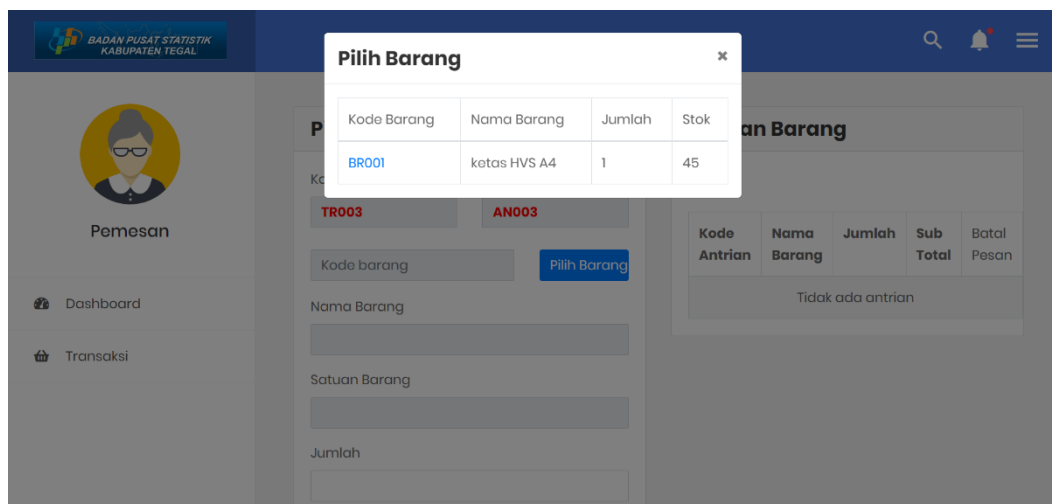 BADAN PUSAT STATISTIK
KABUPATEN TEGAL
Pilih Barang
×
Kode Barang Nama Barang Jumlah Stok
BR001 ketas HVS A4 1 45
Pemesan
Dashboard
Transaksi
P
Ko
TR003 AN003
Kode barang Pilih Barang
Nama Barang
Satuan Barang
Jumlah
an Barang
Kode Antrian Nama Barang Jumlah Sub Total Batal Pesan
Tidak ada antrian